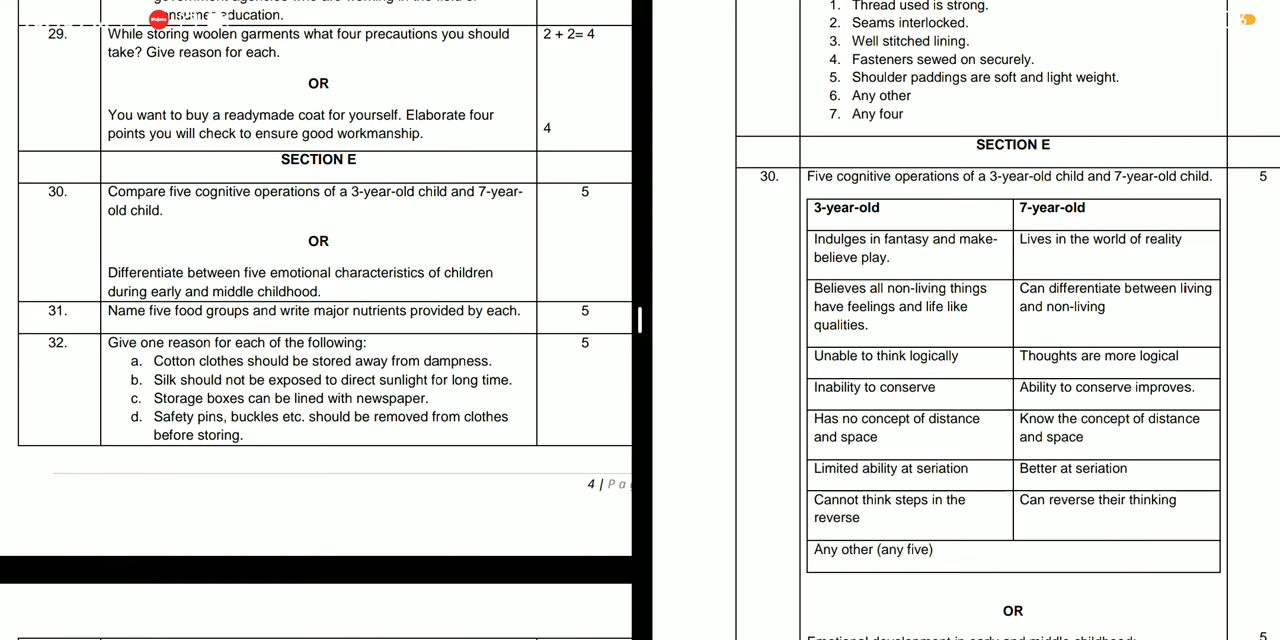 29.
While storing woolen garments what four precautions you should
take? Give reason for each.
2 + 2= 4
OR
You want to buy a readymade coat for yourself. Elaborate four
points you will check to ensure good workmanship.
4
SECTION E
30.
Compare five cognitive operations of a 3-year-old child and 7-year-
old child.
5
OR
Differentiate between five emotional characteristics of children
during early and middle childhood.
31.
Name five food groups and write major nutrients provided by each.
5
32.
Give one reason for each of the following:
5
a. Cotton clothes should be stored away from dampness.
b. Silk should not be exposed to direct sunlight for long time.
c. Storage boxes can be lined with newspaper.
d. Safety pins, buckles etc. should be removed from clothes
before storing.
4 | P a
1. Thread used is strong.
2. Seams interlocked.
3. Well stitched lining.
4. Fasteners sewed on securely.
5. Shoulder paddings are soft and light weight.
6. Any other
7. Any four
SECTION E
30.
Five cognitive operations of a 3-year-old child and 7-year-old child.
5
3-year-old
7-year-old
Indulges in fantasy and make-
believe play.
Lives in the world of reality
Believes all non-living things
have feelings and life like
qualities.
Can differentiate between living
and non-living
Unable to think logically
Thoughts are more logical
Inability to conserve
Ability to conserve improves.
Has no concept of distance
and space
Know the concept of distance
and space
Limited ability at seriation
Better at seriation
Cannot think steps in the
reverse
Can reverse their thinking
Any other (any five)
OR
5